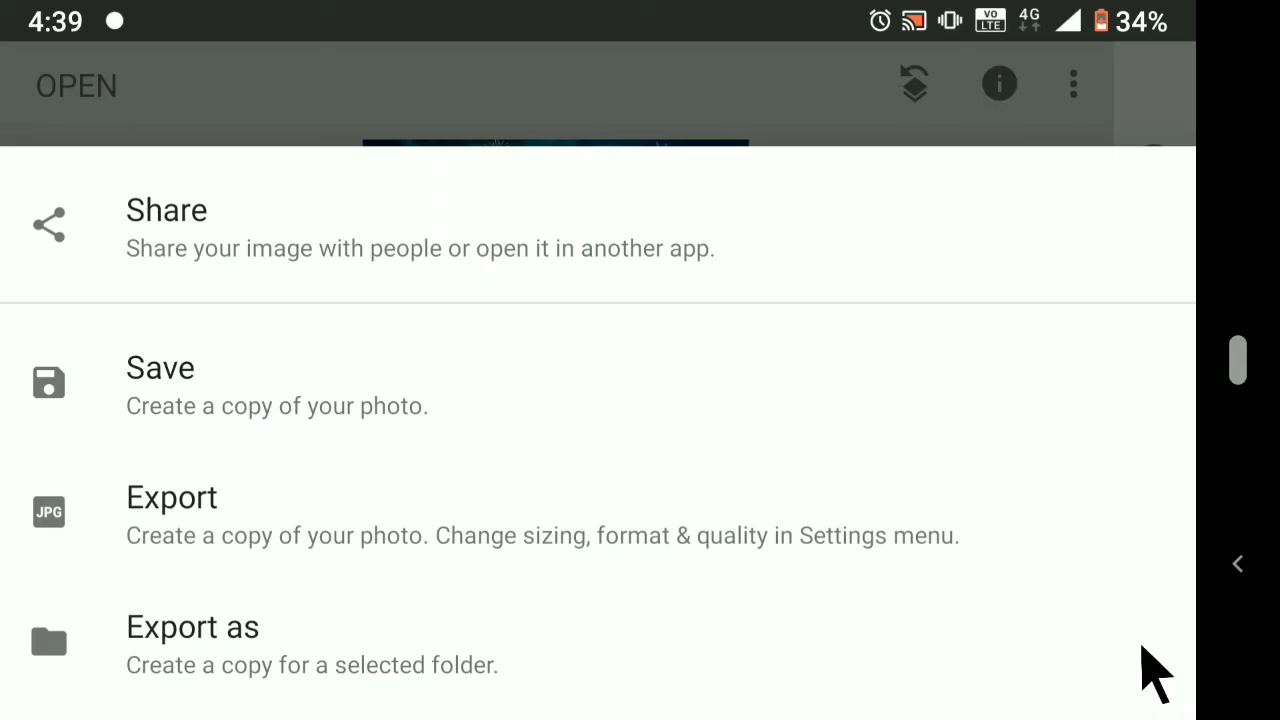 4:39
VO LTE 4G 34%
OPEN
Share
Share your image with people or open it in another app.
Save
Create a copy of your photo.
JPG
Export
Create a copy of your photo. Change sizing, format & quality in Settings menu.
Export as
Create a copy for a selected folder.